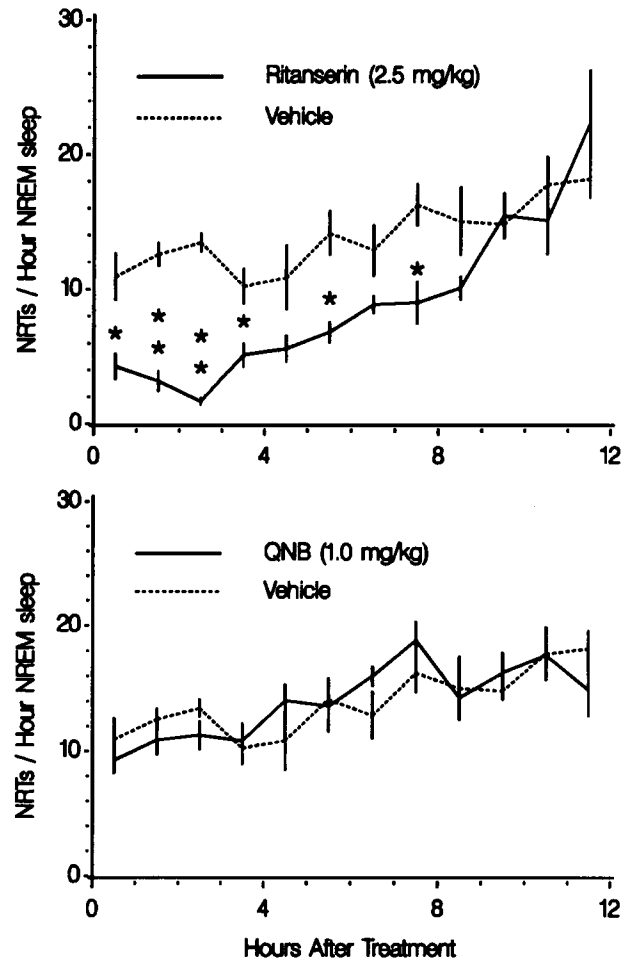 30
Ritanserin (2.5 mg/kg)
Vehicle
20
NRTs / Hour NREM sleep
10
* * * * * * * *
0
0 4 8 12
30
QNB (1.0 mg/kg)
Vehicle
20
NRTs / Hour NREM sleep
10
0
0 4 8 12
Hours After Treatment